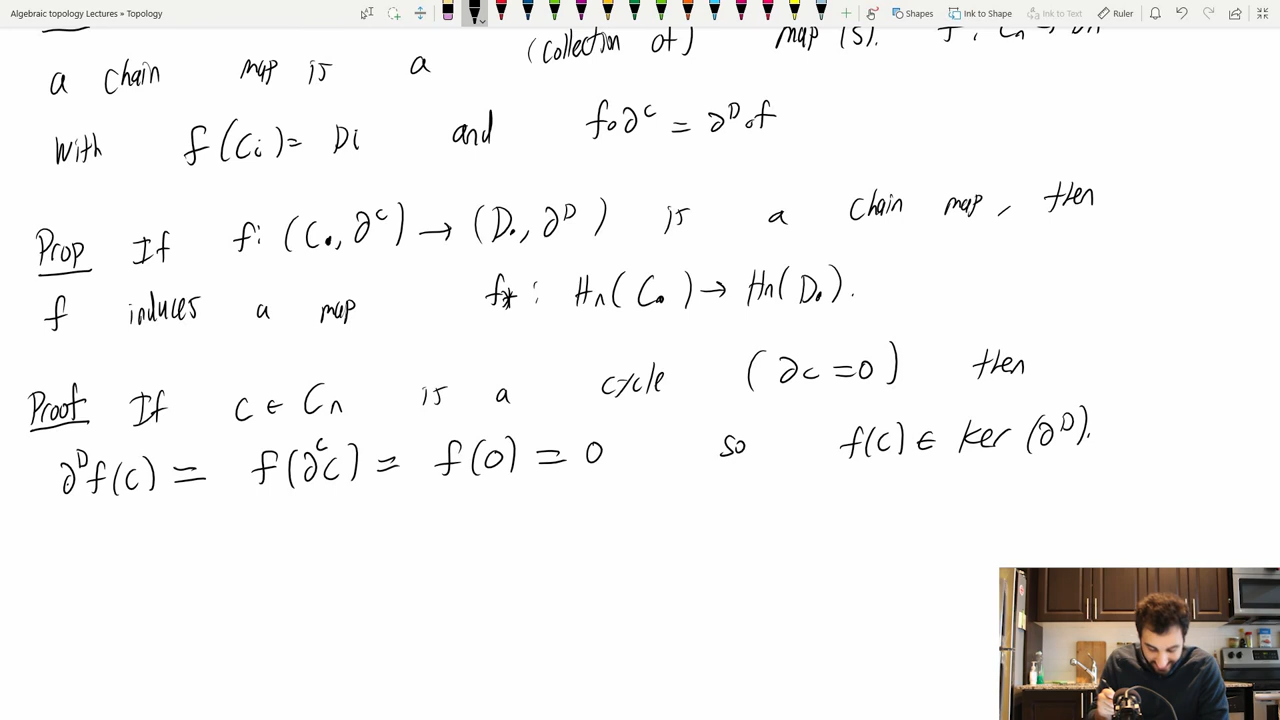 Algebraic topology Lectures » Topology
Shapes
Ink to Shape
Ink to Text
Ruler
(Collection of) map(s).
a chain map is a
with f(Ci)= Di and f∘∂^C = ∂^D∘f
Prop If f: (C•, ∂^C) → (D•, ∂^D) is a chain map, then
f induces a map f* : Hn(C•) → Hn(D•).
Proof If c ∈ Cn is a cycle (∂c = 0) then
∂^D f(c) = f(∂^C c) = f(0) = 0 so f(c) ∈ ker (∂^D).